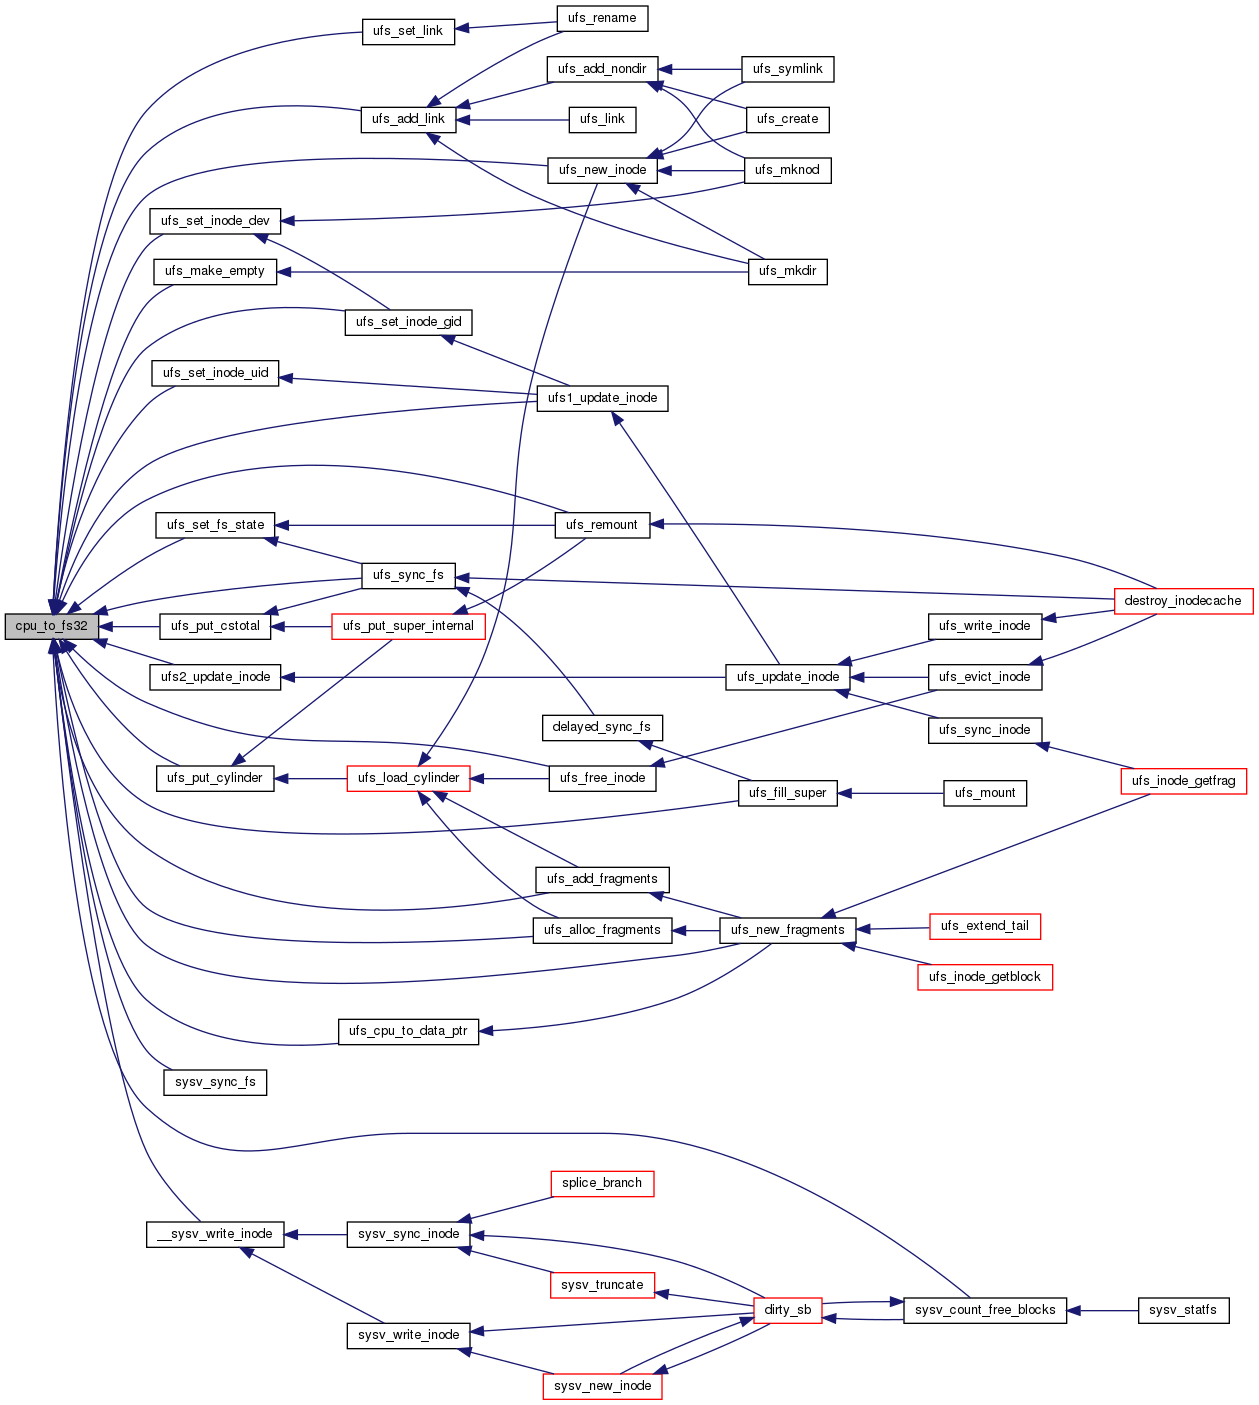 ufs_rename
ufs_set_link
ufs_add_nondir
ufs_symlink
ufs_add_link
ufs_link
ufs_create
ufs_new_inode
ufs_mknod
ufs_set_inode_dev
ufs_make_empty
ufs_mkdir
ufs_set_inode_gid
ufs_set_inode_uid
ufs1_update_inode
ufs_set_fs_state
ufs_remount
ufs_sync_fs
destroy_inodecache
cpu_to_fs32
ufs_put_cstotal
ufs_put_super_internal
ufs_write_inode
ufs2_update_inode
ufs_update_inode
ufs_evict_inode
delayed_sync_fs
ufs_sync_inode
ufs_put_cylinder
ufs_load_cylinder
ufs_free_inode
ufs_inode_getfrag
ufs_fill_super
ufs_mount
ufs_add_fragments
ufs_alloc_fragments
ufs_new_fragments
ufs_extend_tail
ufs_inode_getblock
ufs_cpu_to_data_ptr
sysv_sync_fs
splice_branch
__sysv_write_inode
sysv_sync_inode
sysv_truncate
dirty_sb
sysv_count_free_blocks
sysv_statfs
sysv_write_inode
sysv_new_inode